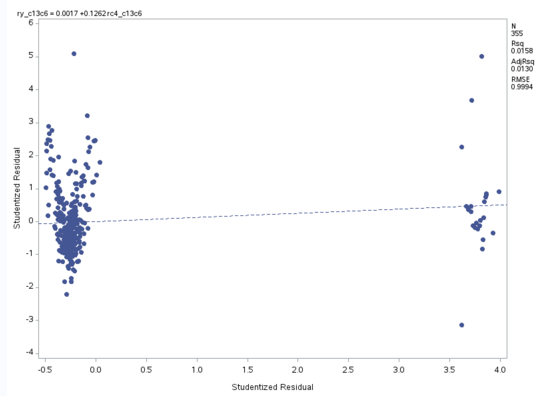 ry_c13c6 = 0.0017 +0.1262 rc4_c13c6
N
355
Rsq
0.0158
AdjRsq
0.0130
RMSE
0.9994
Studentized Residual
6
5
4
3
2
1
0
-1
-2
-3
-4
-0.5 0.0 0.5 1.0 1.5 2.0 2.5 3.0 3.5 4.0
Studentized Residual